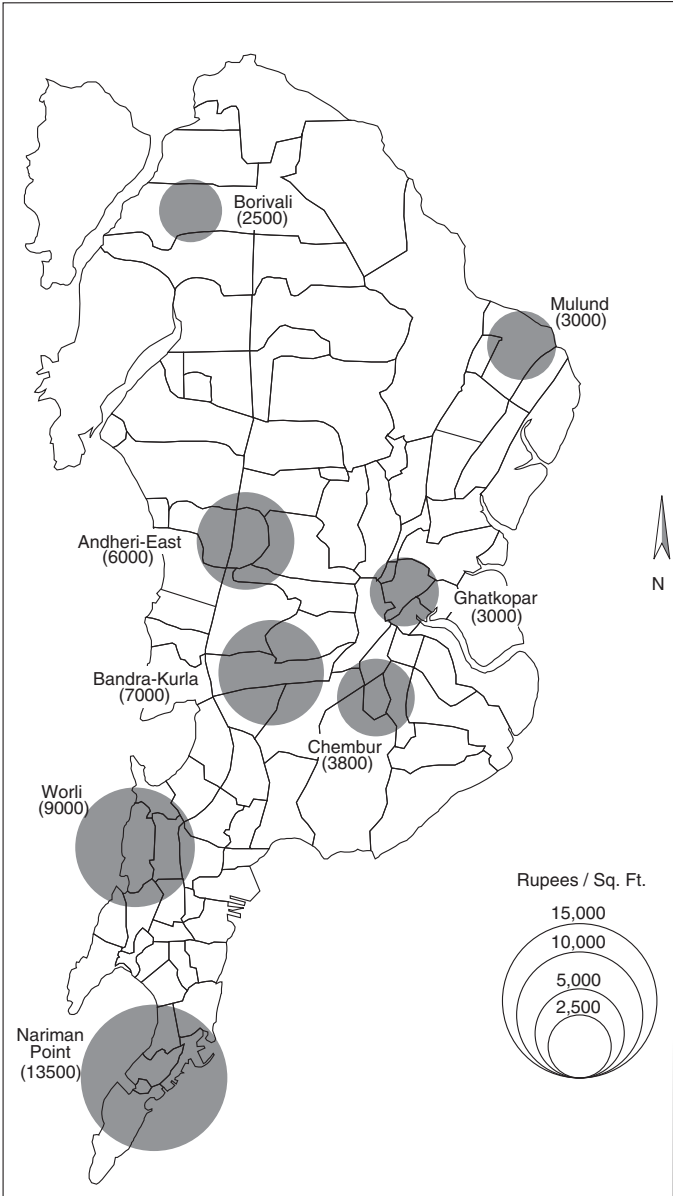 Borivali
(2500)
Mulund
(3000)
Andheri-East
(6000)
N
Ghatkopar
(3000)
Bandra-Kurla
(7000)
Chembur
(3800)
Worli
(9000)
Rupees / Sq. Ft.
15,000
10,000
5,000
2,500
Nariman
Point
(13500)